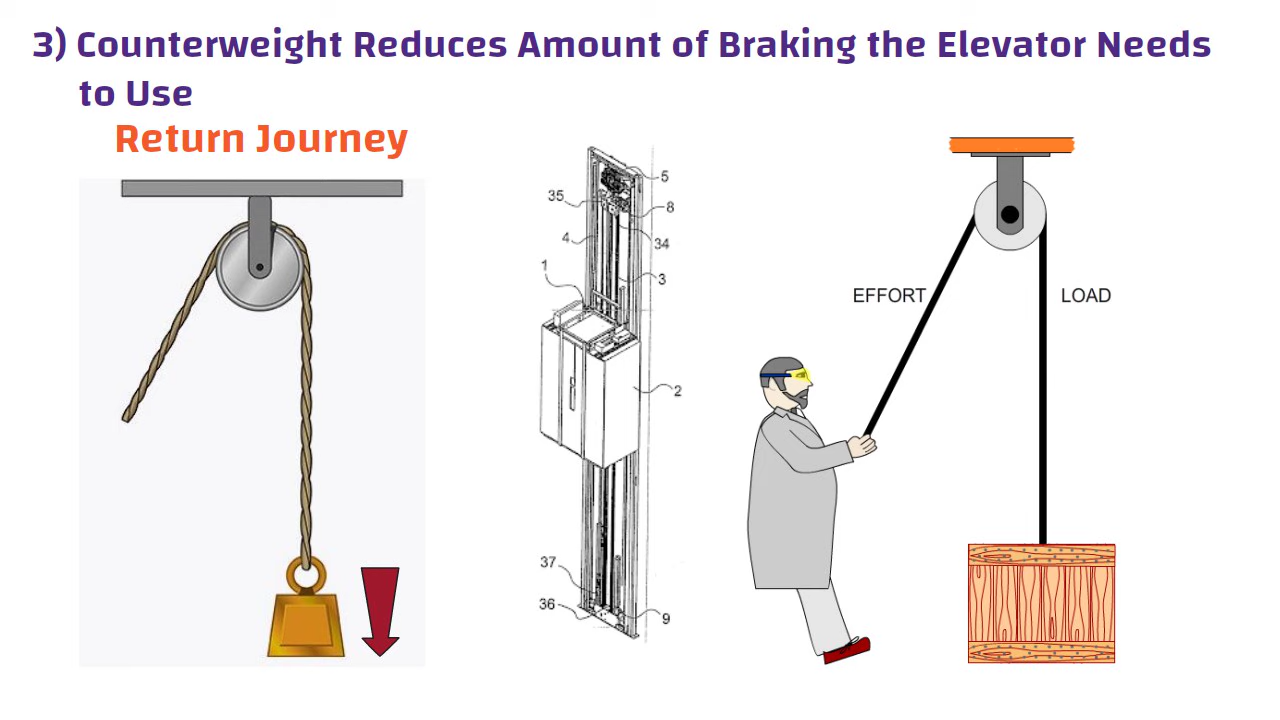 3) Counterweight Reduces Amount of Braking the Elevator Needs
to Use
Return Journey
5
35
8
4
34
1
3
2
37
36
9
EFFORT
LOAD